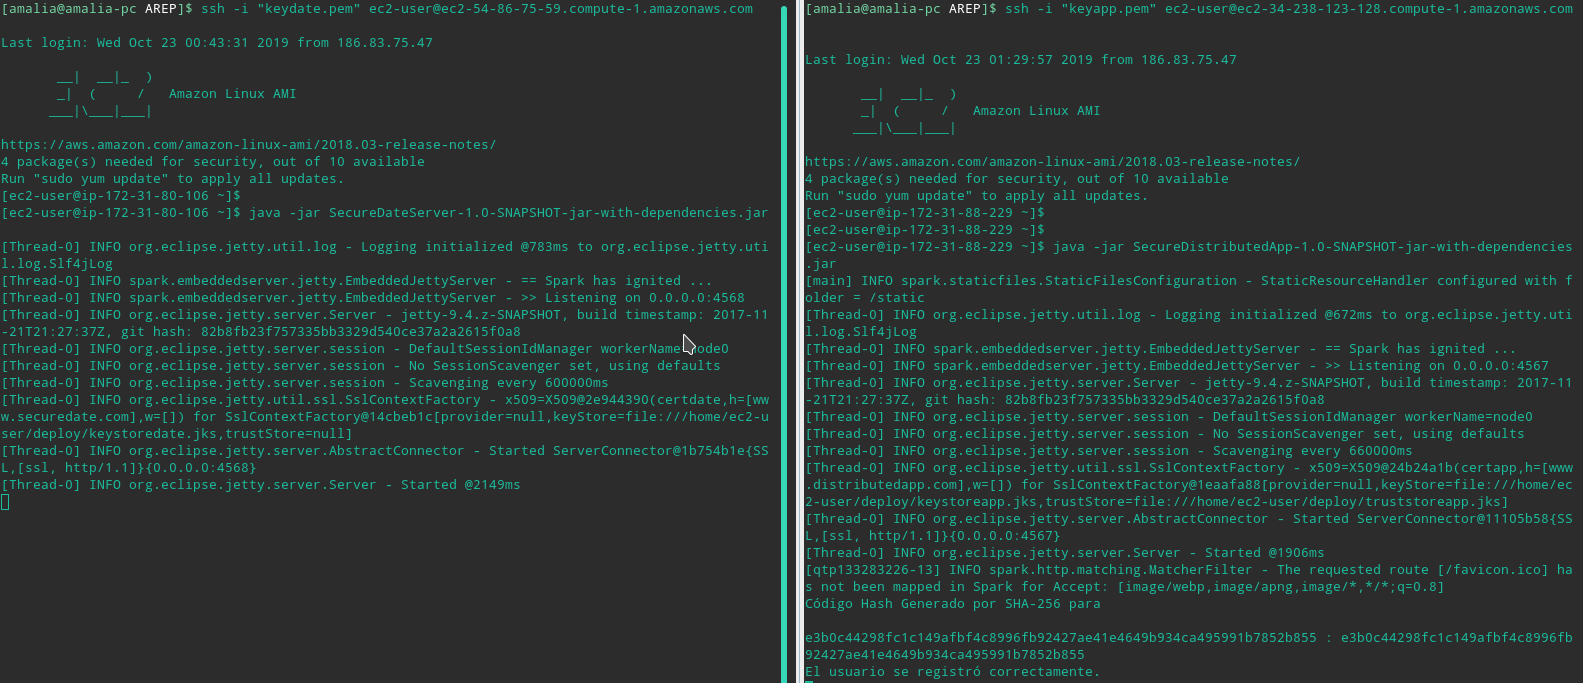 [amalia@amalia-pc AREP]$ ssh -i "keydate.pem" ec2-user@ec2-54-86-75-59.compute-1.amazonaws.com
Last login: Wed Oct 23 00:43:31 2019 from 186.83.75.47
__|  __|_  )
_|  (     /   Amazon Linux AMI
___|\___|___|
https://aws.amazon.com/amazon-linux-ami/2018.03-release-notes/
4 package(s) needed for security, out of 10 available
Run "sudo yum update" to apply all updates.
[ec2-user@ip-172-31-80-106 ~]$
[ec2-user@ip-172-31-80-106 ~]$ java -jar SecureDateServer-1.0-SNAPSHOT-jar-with-dependencies.jar
[Thread-0] INFO org.eclipse.jetty.util.log - Logging initialized @783ms to org.eclipse.jetty.uti
l.log.Slf4jLog
[Thread-0] INFO spark.embeddedserver.jetty.EmbeddedJettyServer - == Spark has ignited ...
[Thread-0] INFO spark.embeddedserver.jetty.EmbeddedJettyServer - >> Listening on 0.0.0.0:4568
[Thread-0] INFO org.eclipse.jetty.server.Server - jetty-9.4.z-SNAPSHOT, build timestamp: 2017-11
-21T21:27:37Z, git hash: 82b8fb23f757335bb3329d540ce37a2a2615f0a8
[Thread-0] INFO org.eclipse.jetty.server.session - DefaultSessionIdManager workerName=node0
[Thread-0] INFO org.eclipse.jetty.server.session - No SessionScavenger set, using defaults
[Thread-0] INFO org.eclipse.jetty.server.session - Scavenging every 600000ms
[Thread-0] INFO org.eclipse.jetty.util.ssl.SslContextFactory - x509=X509@2e944390(certdate,h=[ww
w.securedate.com],w=[]) for SslContextFactory@14cbeb1c[provider=null,keyStore=file:///home/ec2-u
ser/deploy/keystoredate.jks,trustStore=null]
[Thread-0] INFO org.eclipse.jetty.server.AbstractConnector - Started ServerConnector@1b754b1e{SS
L,[ssl, http/1.1]}{0.0.0.0:4568}
[Thread-0] INFO org.eclipse.jetty.server.Server - Started @2149ms
[amalia@amalia-pc AREP]$ ssh -i "keyapp.pem" ec2-user@ec2-34-238-123-128.compute-1.amazonaws.com
Last login: Wed Oct 23 01:29:57 2019 from 186.83.75.47
__|  __|_  )
_|  (     /   Amazon Linux AMI
___|\___|___|
https://aws.amazon.com/amazon-linux-ami/2018.03-release-notes/
4 package(s) needed for security, out of 10 available
Run "sudo yum update" to apply all updates.
[ec2-user@ip-172-31-88-229 ~]$
[ec2-user@ip-172-31-88-229 ~]$
[ec2-user@ip-172-31-88-229 ~]$ java -jar SecureDistributedApp-1.0-SNAPSHOT-jar-with-dependencies
.jar
[main] INFO spark.staticfiles.StaticFilesConfiguration - StaticResourceHandler configured with f
older = /static
[Thread-0] INFO org.eclipse.jetty.util.log - Logging initialized @672ms to org.eclipse.jetty.uti
l.log.Slf4jLog
[Thread-0] INFO spark.embeddedserver.jetty.EmbeddedJettyServer - == Spark has ignited ...
[Thread-0] INFO spark.embeddedserver.jetty.EmbeddedJettyServer - >> Listening on 0.0.0.0:4567
[Thread-0] INFO org.eclipse.jetty.server.Server - jetty-9.4.z-SNAPSHOT, build timestamp: 2017-11
-21T21:27:37Z, git hash: 82b8fb23f757335bb3329d540ce37a2a2615f0a8
[Thread-0] INFO org.eclipse.jetty.server.session - DefaultSessionIdManager workerName=node0
[Thread-0] INFO org.eclipse.jetty.server.session - No SessionScavenger set, using defaults
[Thread-0] INFO org.eclipse.jetty.server.session - Scavenging every 660000ms
[Thread-0] INFO org.eclipse.jetty.util.ssl.SslContextFactory - x509=X509@24b24a1b(certapp,h=[www
.distributedapp.com],w=[]) for SslContextFactory@1eaafa88[provider=null,keyStore=file:///home/ec
2-user/deploy/keystoreapp.jks,trustStore=file:///home/ec2-user/deploy/truststoreapp.jks]
[Thread-0] INFO org.eclipse.jetty.server.AbstractConnector - Started ServerConnector@11105b58{SS
L,[ssl, http/1.1]}{0.0.0.0:4567}
[Thread-0] INFO org.eclipse.jetty.server.Server - Started @1906ms
[qtp133283226-13] INFO spark.http.matching.MatcherFilter - The requested route [/favicon.ico] ha
s not been mapped in Spark for Accept: [image/webp,image/apng,image/*,*/*;q=0.8]
Código Hash Generado por SHA-256 para
e3b0c44298fc1c149afbf4c8996fb92427ae41e4649b934ca495991b7852b855 : e3b0c44298fc1c149afbf4c8996fb
92427ae41e4649b934ca495991b7852b855
El usuario se registró correctamente.